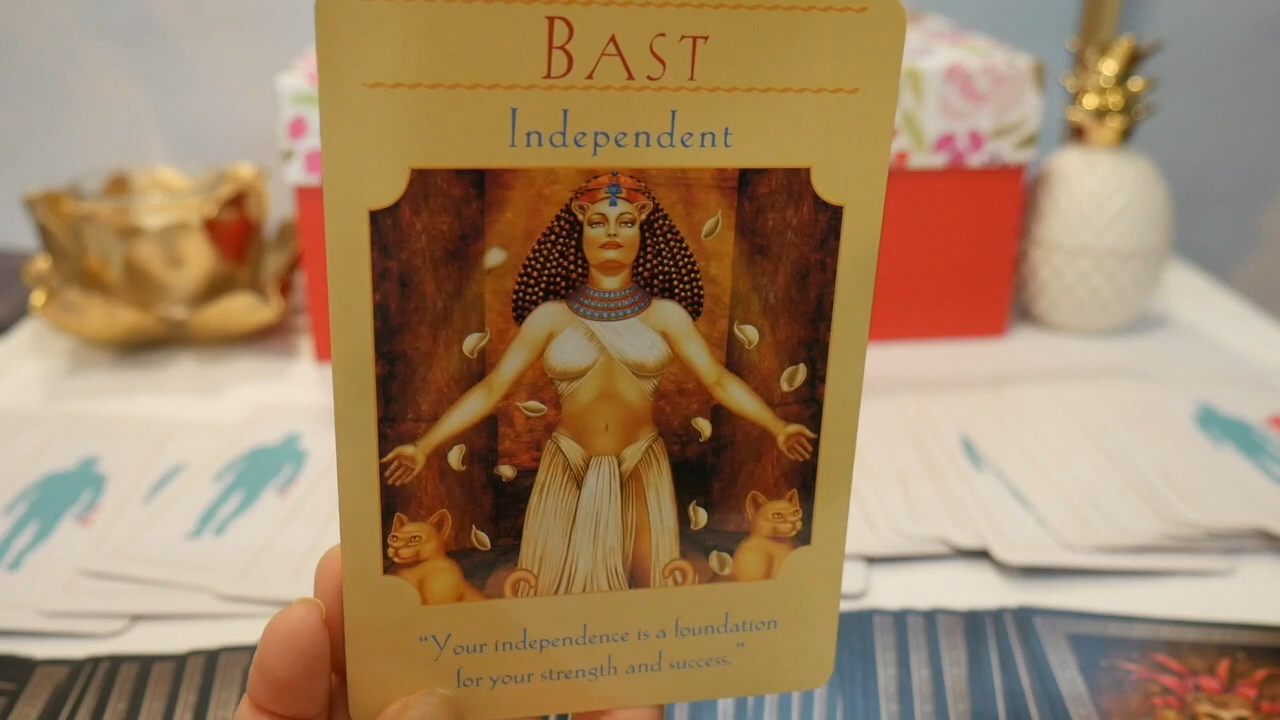 BAST
Independent
“Your independence is a foundation
for your strength and success.”